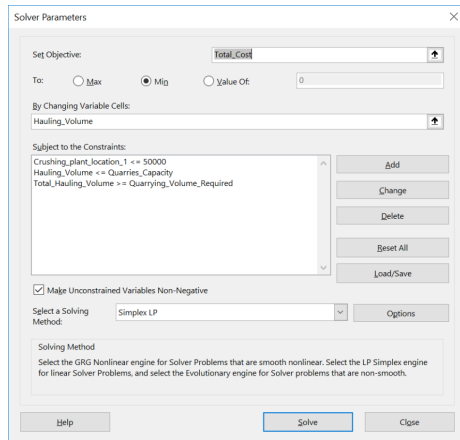 Solver Parameters
Set Objective:
Total_Cost
To:
Max
Min
Value Of:
0
By Changing Variable Cells:
Hauling_Volume
Subject to the Constraints:
Crushing_plant_location_1 <= 50000
Hauling_Volume <= Quarries_Capacity
Total_Hauling_Volume >= Quarrying_Volume_Required
Add
Change
Delete
Reset All
Load/Save
Make Unconstrained Variables Non-Negative
Select a Solving
Method:
Simplex LP
Options
Solving Method
Select the GRG Nonlinear engine for Solver Problems that are smooth nonlinear. Select the LP Simplex engine
for linear Solver Problems, and select the Evolutionary engine for Solver problems that are non-smooth.
Help
Solve
Close